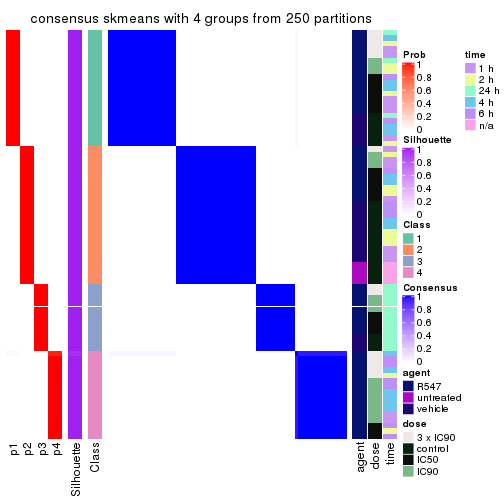 consensus skmeans with 4 groups from 250 partitions
Prob
1
0.8
0.6
0.4
0.2
0
time
1 h
2 h
24 h
4 h
6 h
n/a
Silhouette
1
0.8
0.6
0.4
0.2
0
Class
1
2
3
4
Consensus
1
0.8
0.6
0.4
0.2
0
agent
R547
untreated
vehicle
dose
3 x IC90
control
IC50
IC90
p1
p2
p3
p4
Silhouette
Class
agent
dose
time